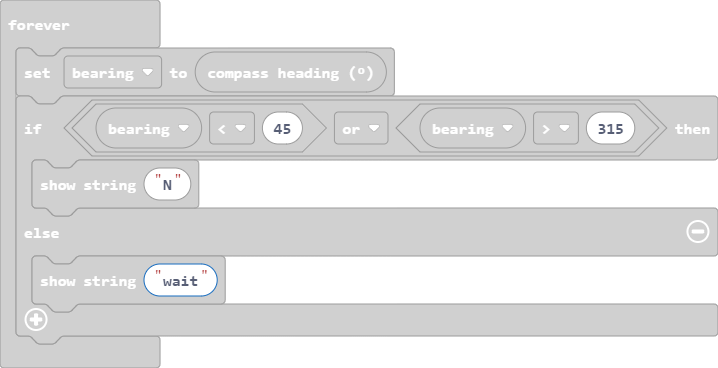 forever
set bearing to compass heading (°)
if bearing < 45 or bearing > 315 then
show string "N"
else
show string "wait"